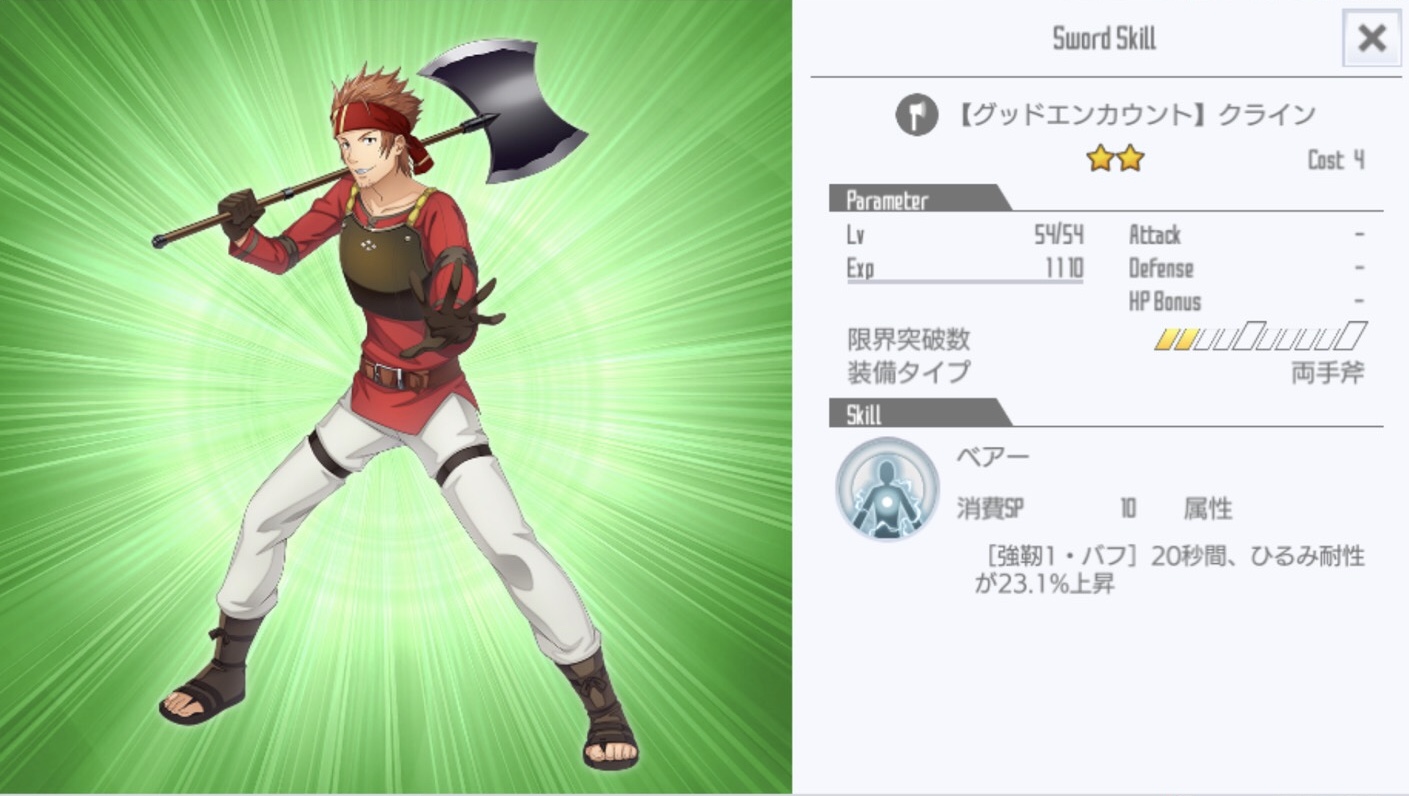 Sword Skill
【グッドエンカウント】クライン
Cost 4
Parameter
Lv 54/54 Attack -
Exp 1110 Defense -
HP Bonus -
限界突破数
装備タイプ 両手斧
Skill
ベアー
消費SP 10 属性
［強靭1・バフ］20秒間、ひるみ耐性
が23.1%上昇